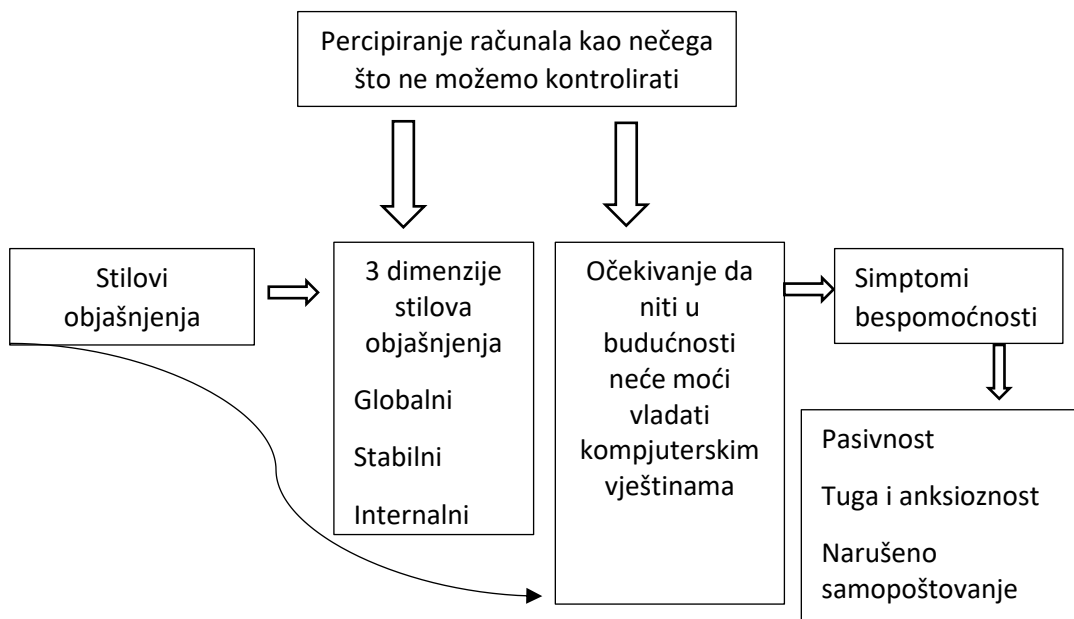 Percipiranje računala kao nečega
što ne možemo kontrolirati
Stilovi
objašnjenja
3 dimenzije
stilova
objašnjenja
Globalni
Stabilni
Internalni
Očekivanje da
niti u
budućnosti
neće moći
vladati
kompjuterskim
vještinama
Simptomi
bespomoćnosti
Pasivnost
Tuga i anksioznost
Narušeno
samopoštovanje